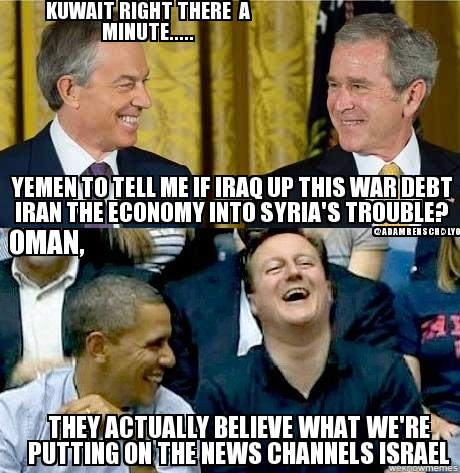 KUWAIT RIGHT THERE A
MINUTE.....
YEMEN TO TELL ME IF IRAQ UP THIS WAR DEBT
IRAN THE ECONOMY INTO SYRIA'S TROUBLE?
OMAN,
THEY ACTUALLY BELIEVE WHAT WE'RE
PUTTING ON THE NEWS CHANNELS ISRAEL
weknowmemes